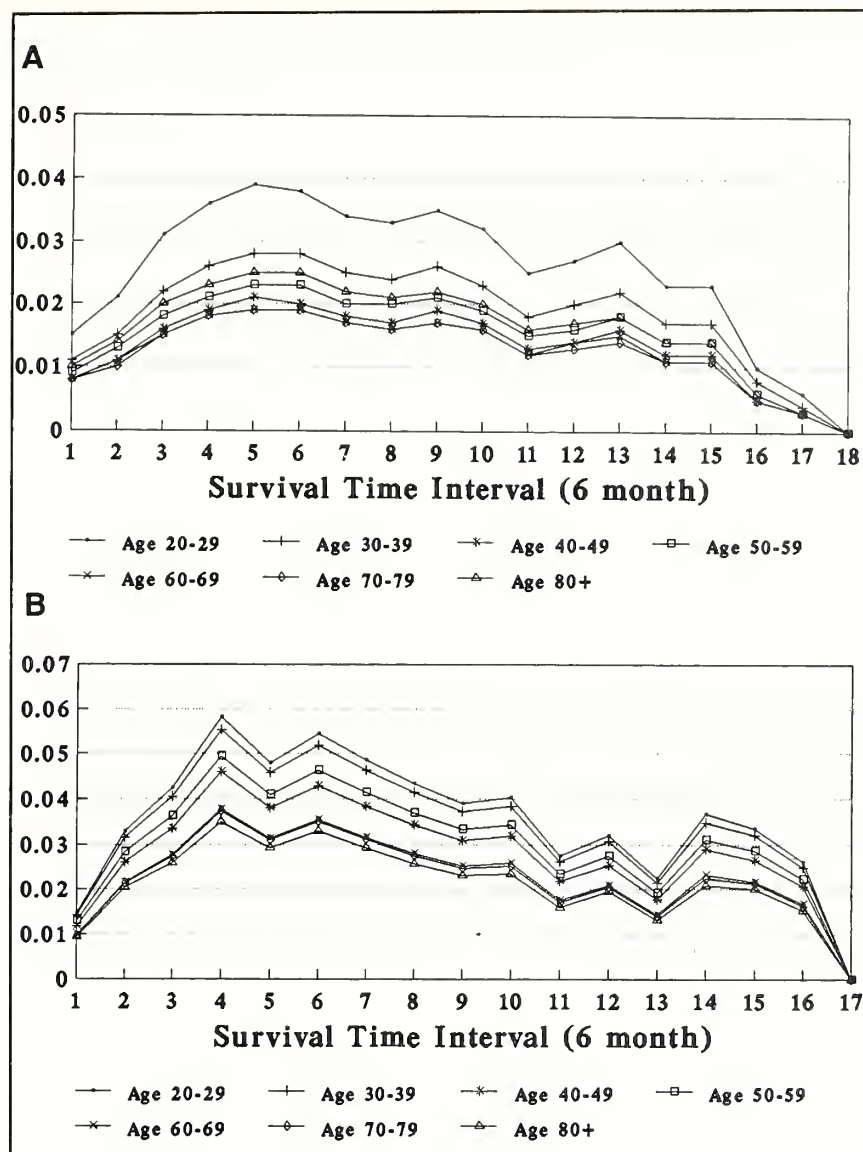 A
0.05
0.04
0.03
0.02
0.01
0
1 2 3 4 5 6 7 8 9 10 11 12 13 14 15 16 17 18
Survival Time Interval (6 month)
Age 20-29 Age 30-39 Age 40-49 Age 50-59
Age 60-69 Age 70-79 Age 80+
B
0.07
0.06
0.05
0.04
0.03
0.02
0.01
0
1 2 3 4 5 6 7 8 9 10 11 12 13 14 15 16 17
Survival Time Interval (6 month)
Age 20-29 Age 30-39 Age 40-49 Age 50-59
Age 60-69 Age 70-79 Age 80+